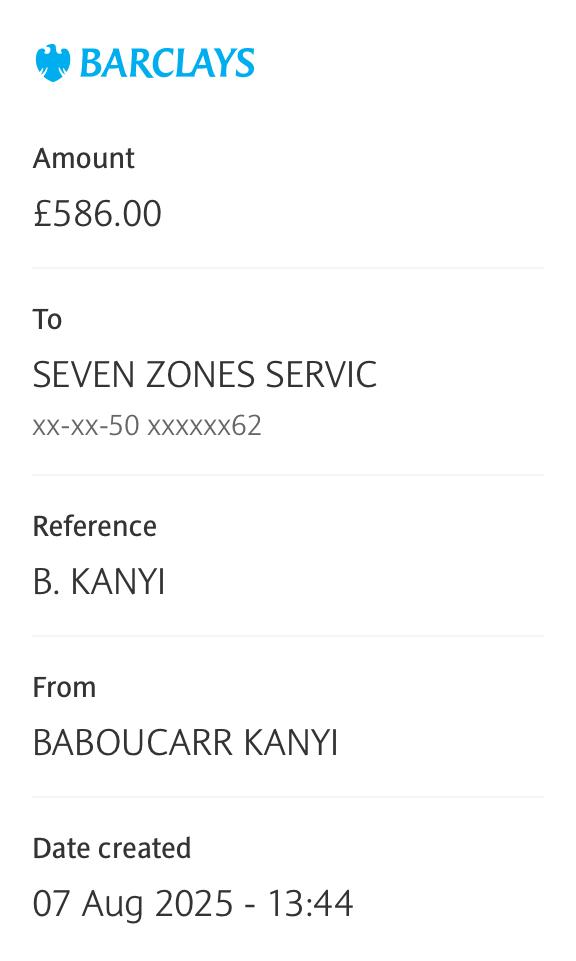 BARCLAYS
Amount
£586.00
To
SEVEN ZONES SERVIC
xx-xx-50 xxxxxx62
Reference
B. KANYI
From
BABOUCARR KANYI
Date created
07 Aug 2025 - 13:44